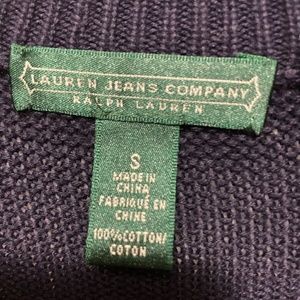 LAUREN JEANS COMPANY
RALPH LAUREN
S
MADE IN
CHINA
FABRIQUÉ EN
CHINE
100% COTTON/
COTON